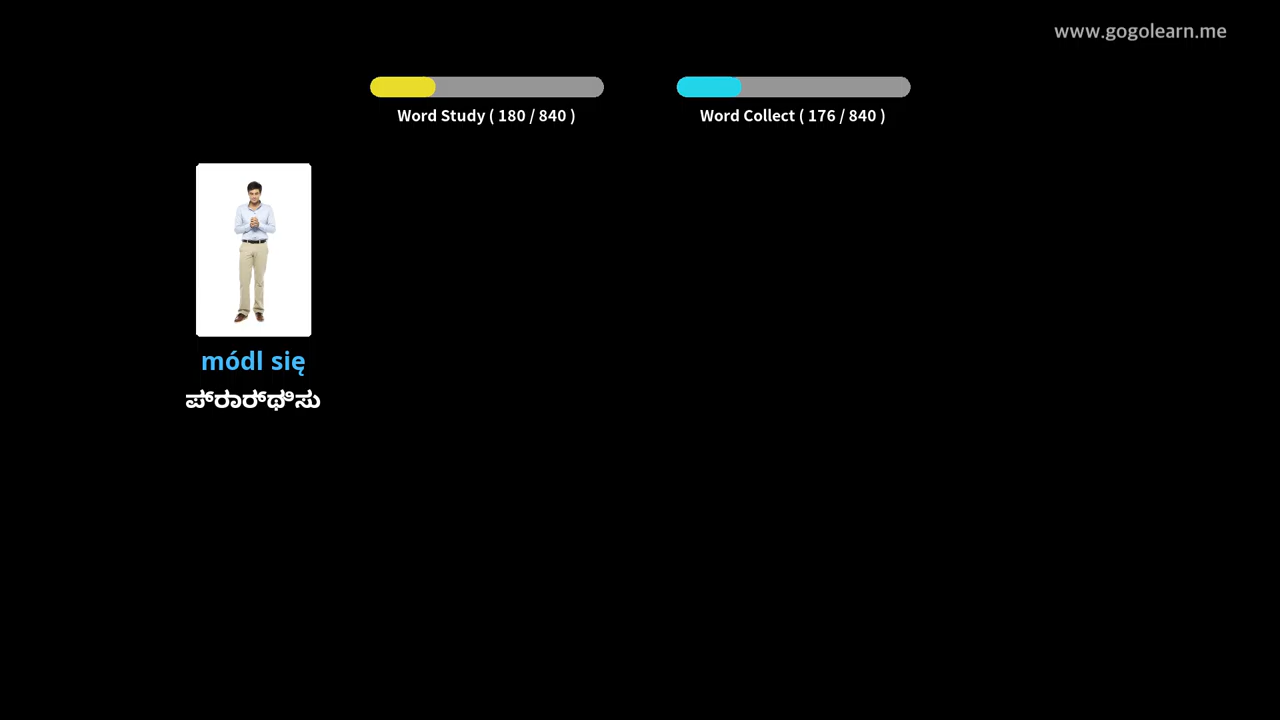 www.gogolearn.me
Word Study ( 180 / 840 )
Word Collect ( 176 / 840 )
módl się
ಪ್ರಾರ್ಥಿಸು